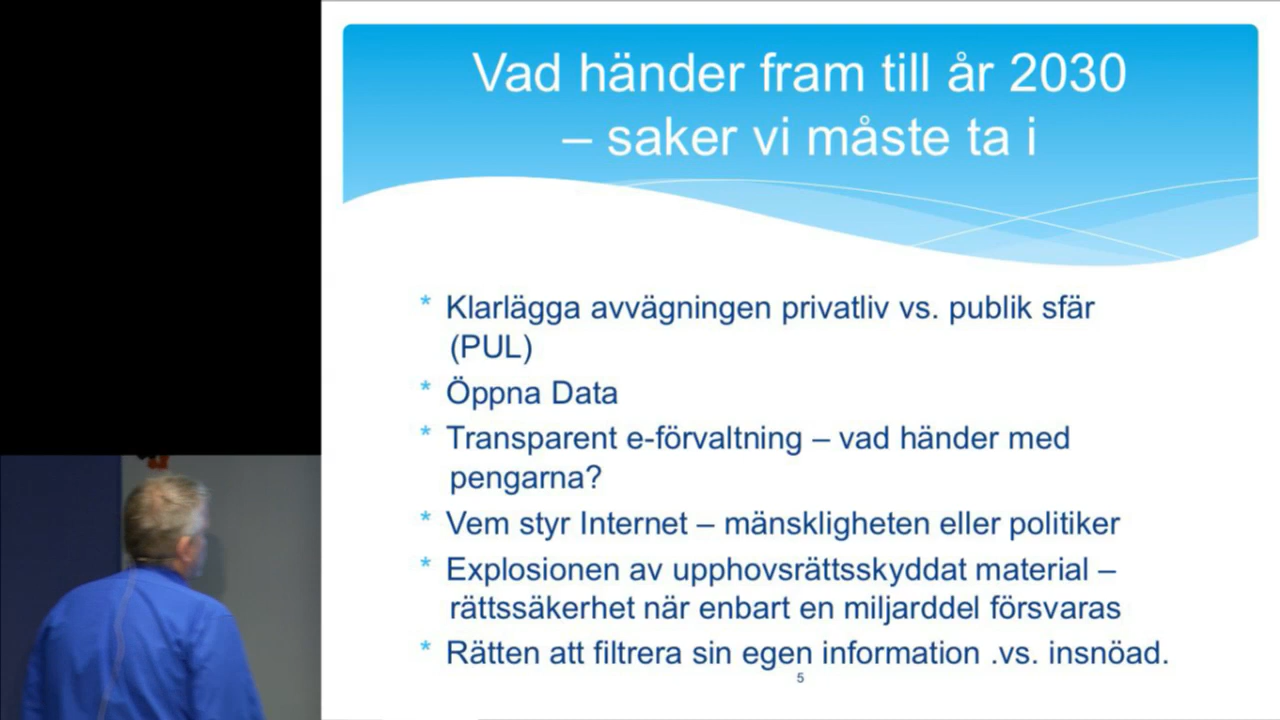 Vad händer fram till år 2030
– saker vi måste ta i
* Klarlägga avvägningen privatliv vs. publik sfär
(PUL)
* Öppna Data
* Transparent e-förvaltning – vad händer med
pengarna?
* Vem styr Internet – mänskligheten eller politiker
* Explosionen av upphovsrättsskyddat material –
rättssäkerhet när enbart en miljarddel försvaras
* Rätten att filtrera sin egen information .vs. insnöad.
5